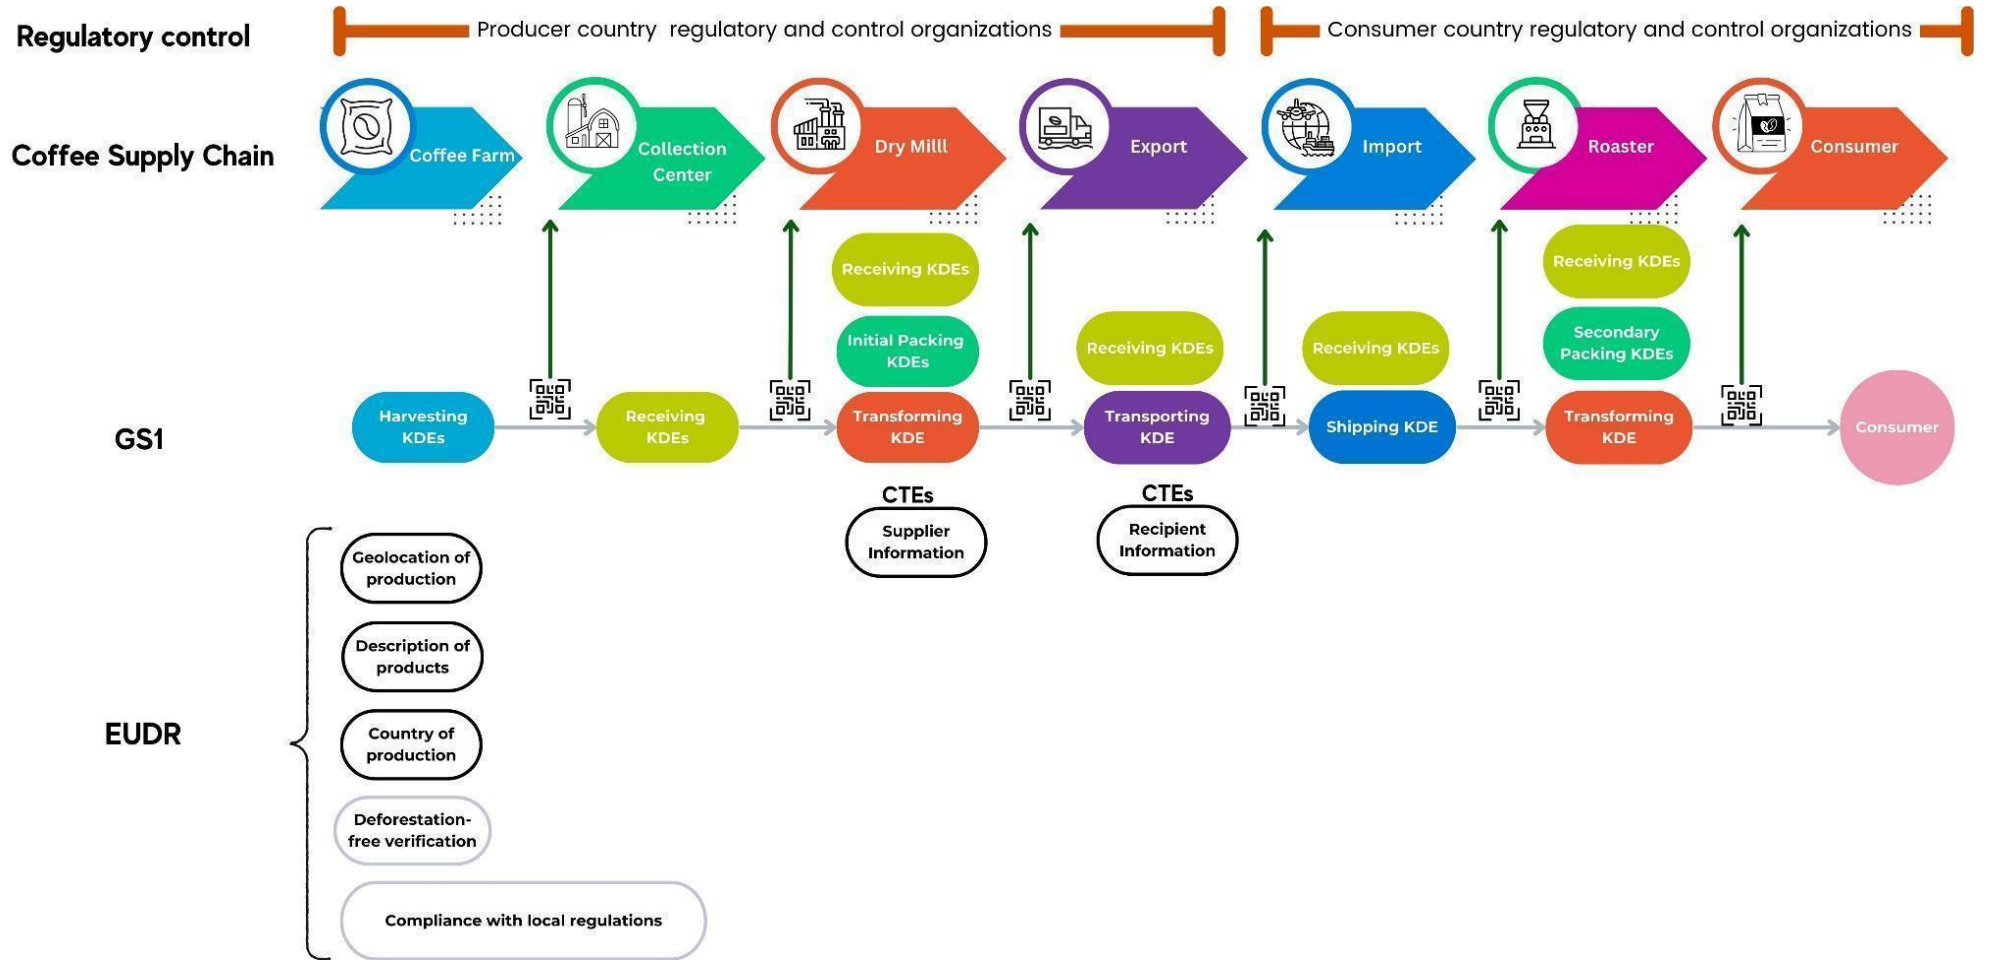 Regulatory control
Producer country regulatory and control organizations
Consumer country regulatory and control organizations
Coffee Supply Chain
Coffee Farm
Collection
Center
Dry Milll
Export
Import
Roaster
Consumer
Receiving KDEs
Initial Packing
KDEs
Receiving KDEs
Receiving KDEs
Receiving KDEs
Secondary
Packing KDEs
GS1
Harvesting
KDEs
Receiving
KDEs
Transforming
KDE
Transporting
KDE
Shipping KDE
Transforming
KDE
Consumer
CTEs
Supplier
Information
CTEs
Recipient
Information
EUDR
Geolocation of
production
Description of
products
Country of
production
Deforestation-
free verification
Compliance with local regulations